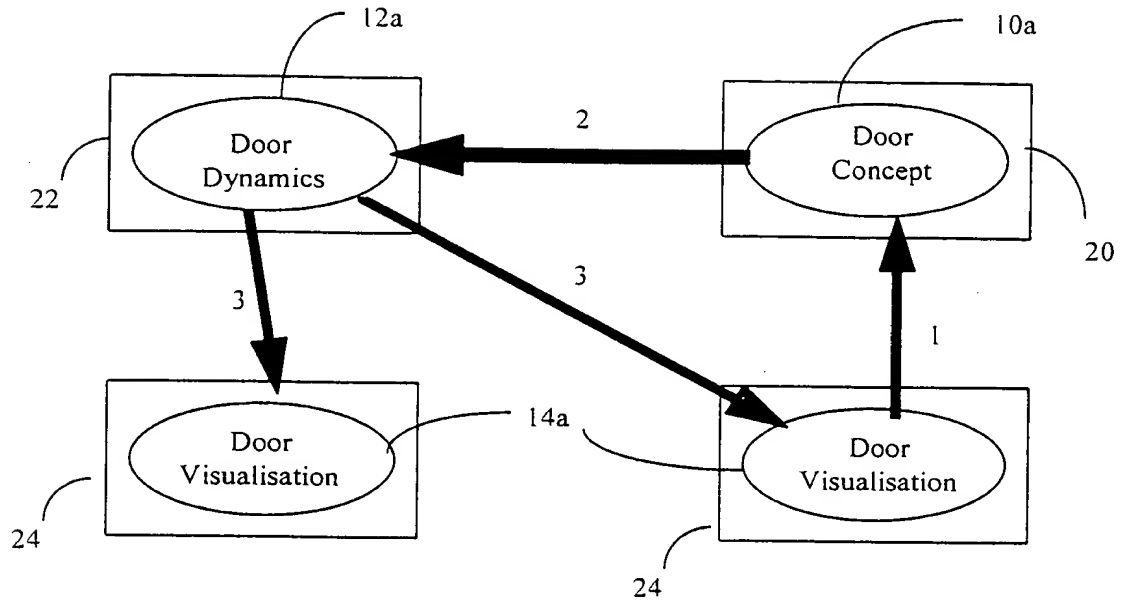 12a
10a
Door
Dynamics
2
Door
Concept
22
20
3
3
1
14a
Door
Visualisation
Door
Visualisation
24
24